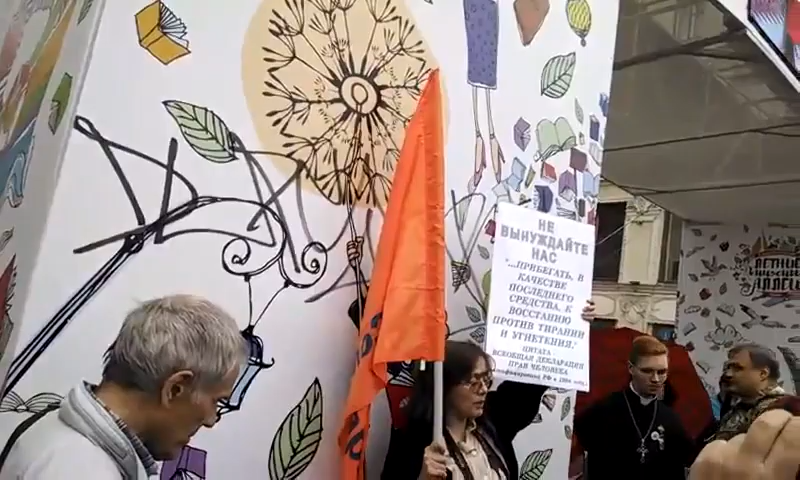 НЕ
ВЫНУЖДАЙТЕ
НАС
"...ПРИБЕГАТЬ, В
КАЧЕСТВЕ
ПОСЛЕДНЕГО
СРЕДСТВА, К
ВОССТАНИЮ
ПРОТИВ ТИРАНИИ
И УГНЕТЕНИЯ."
ЦИТАТА
ВСЕОБЩАЯ ДЕКЛАРАЦИЯ
ПРАВ ЧЕЛОВЕКА